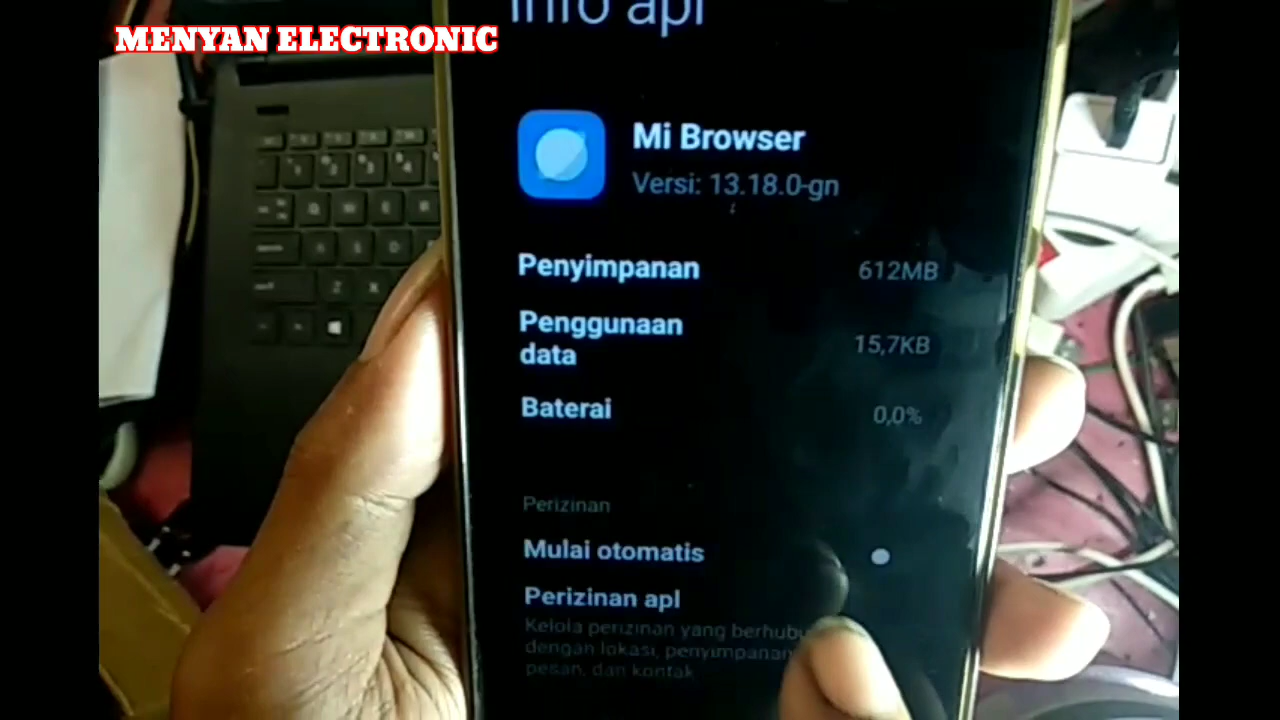 MENYAN ELECTRONIC
Info apl
Mi Browser
Versi: 13.18.0-gn
Penyimpanan 612MB
Penggunaan
data 15,7KB
Baterai 0,0%
Perizinan
Mulai otomatis
Perizinan apl
Kelola perizinan yang
dengan lokasi, penyimpanan
pesan, dan kontak